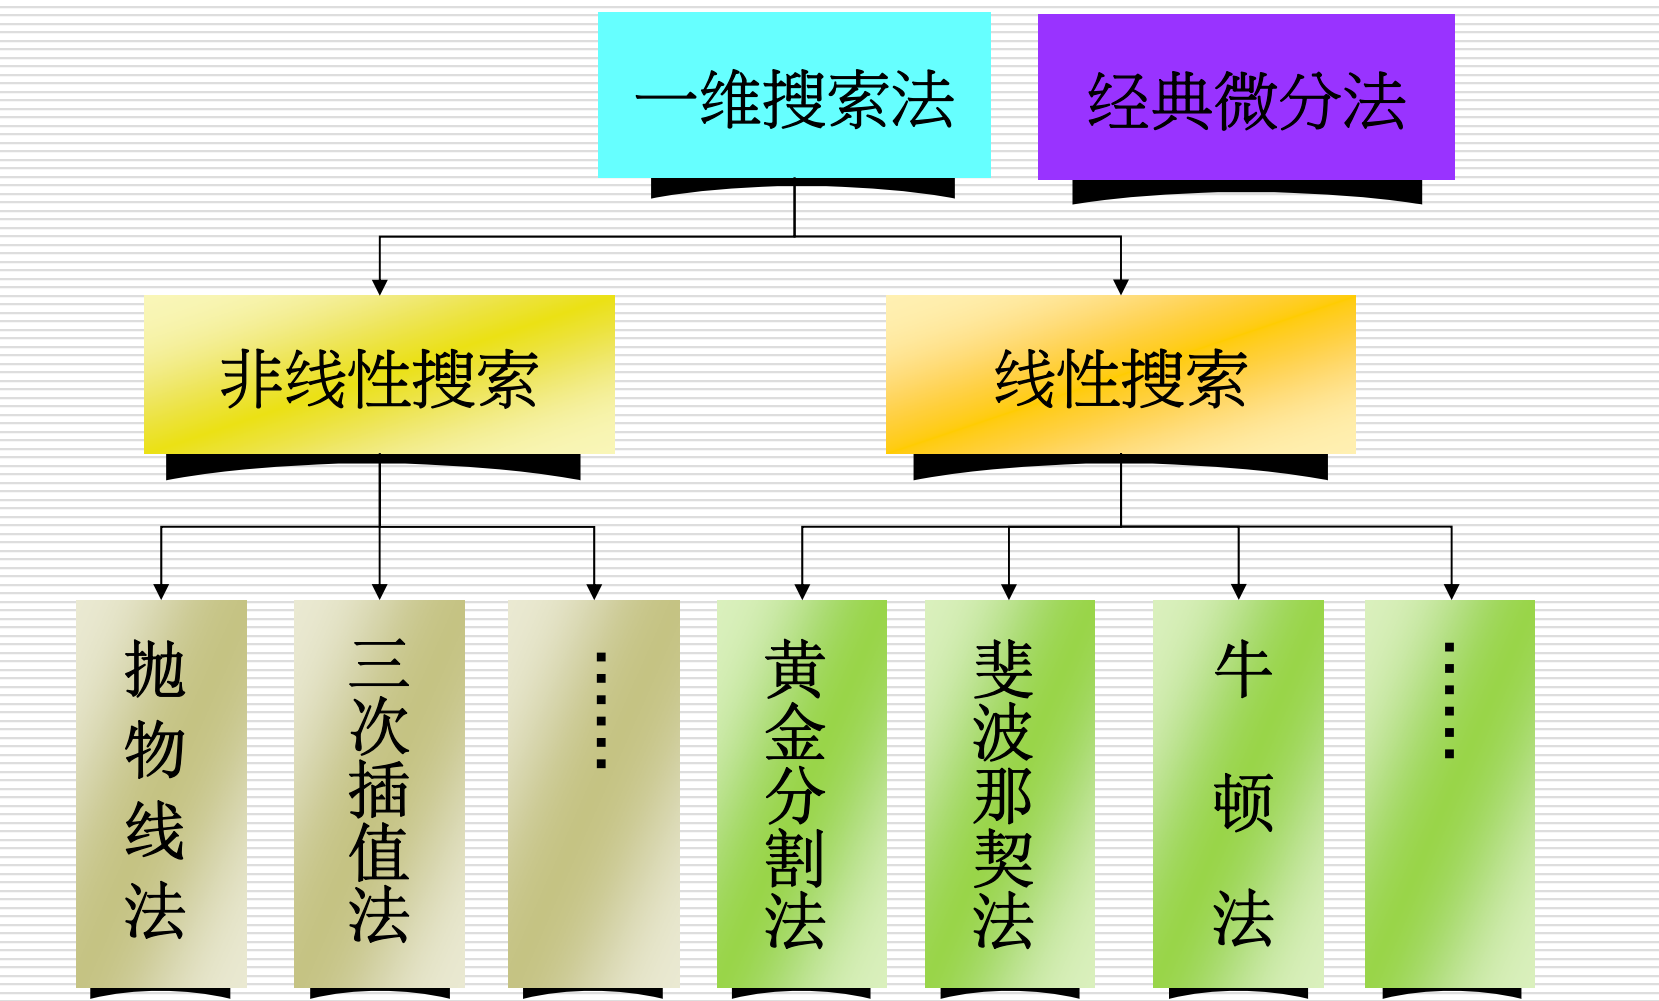 一维搜索法
经典微分法
非线性搜索
线性搜索
抛物线法
三次插值法
……
黄金分割法
斐波那契法
牛顿法
……